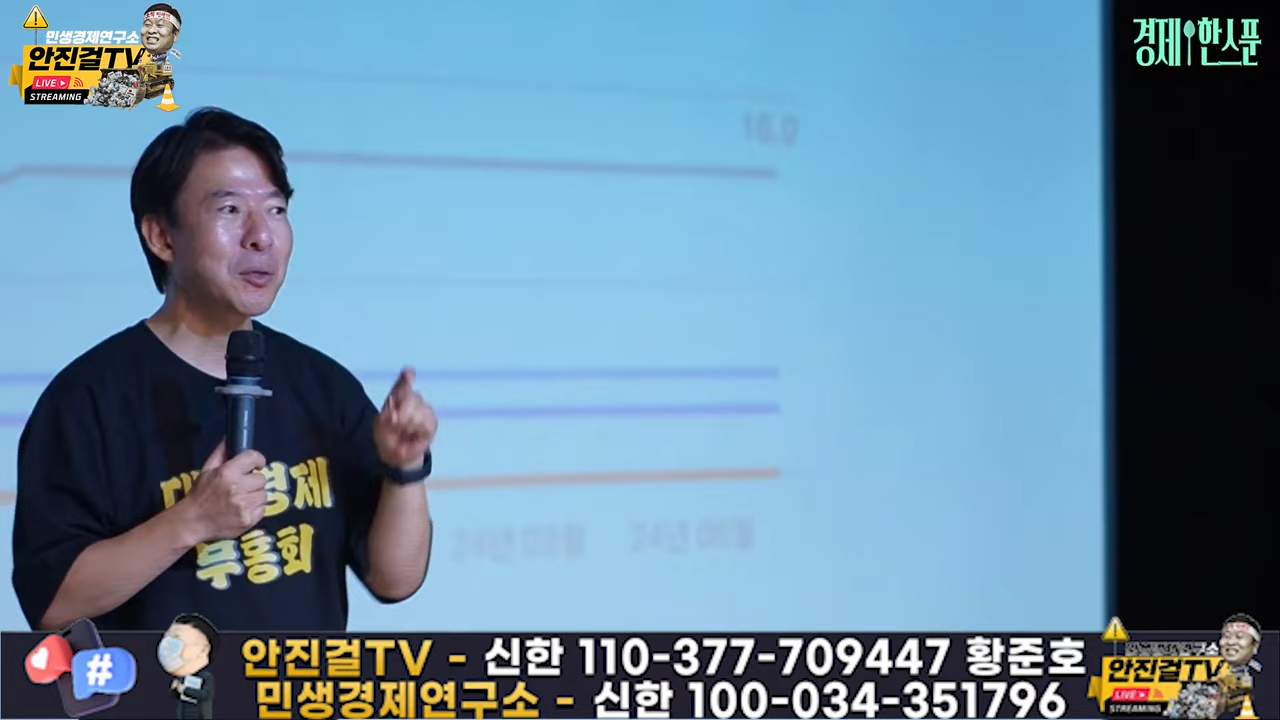 민생경제연구소
안진걸TV
LIVE
STREAMING
경제한스푼
16.0
경제
무홍회
24년 03월
24년 06월
#
안진걸TV - 신한 110-377-709447 황준호
민생경제연구소 - 신한 100-034-351796
안진걸TV
LIVE
STREAMING